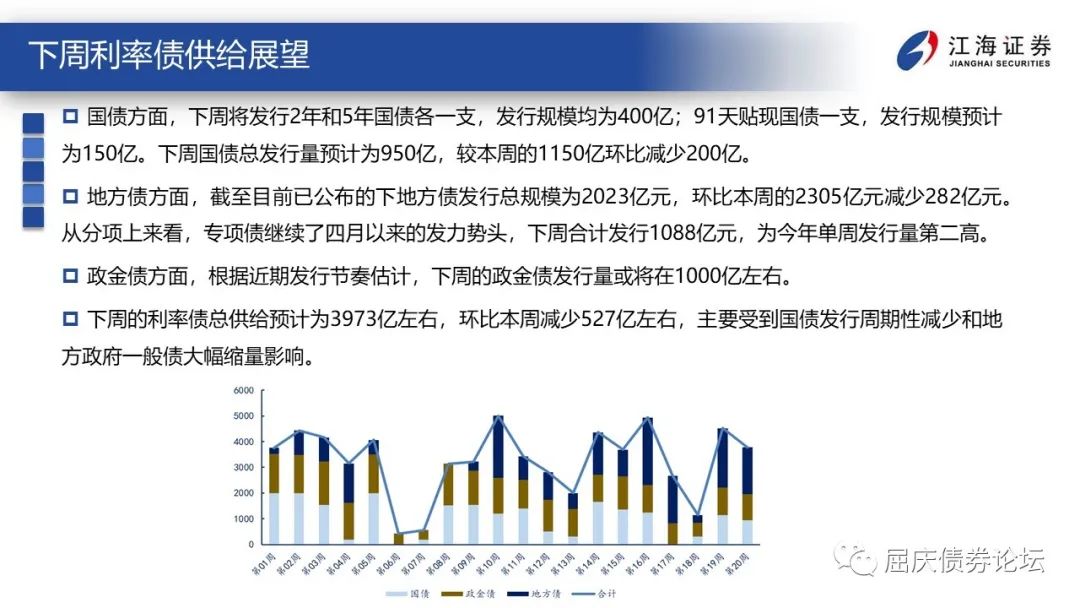 下周利率债供给展望
江海证券
JIANGHAI SECURITIES
国债方面，下周将发行2年和5年国债各一支，发行规模均为400亿；91天贴现国债一支，发行规模预计
为150亿。下周国债总发行量预计为950亿，较本周的1150亿环比减少200亿。
地方债方面，截至目前已公布的下地方债发行总规模为2023亿元，环比本周的2305亿元减少282亿元。
从分项上来看，专项债继续了四月以来的发力势头，下周合计发行1088亿元，为今年单周发行量第二高。
政金债方面，根据近期发行节奏估计，下周的政金债发行量或将在1000亿左右。
下周的利率债总供给预计为3973亿左右，环比本周减少527亿左右，主要受到国债发行周期性减少和地
方政府一般债大幅缩量影响。
6000
5000
4000
3000
2000
1000
0
第01周 第02周 第03周 第04周 第05周 第06周 第07周 第08周 第09周 第10周 第11周 第12周 第13周 第14周 第15周 第16周 第17周 第18周 第19周 第20周
国债 政金债 地方债 合计
屈庆债券论坛